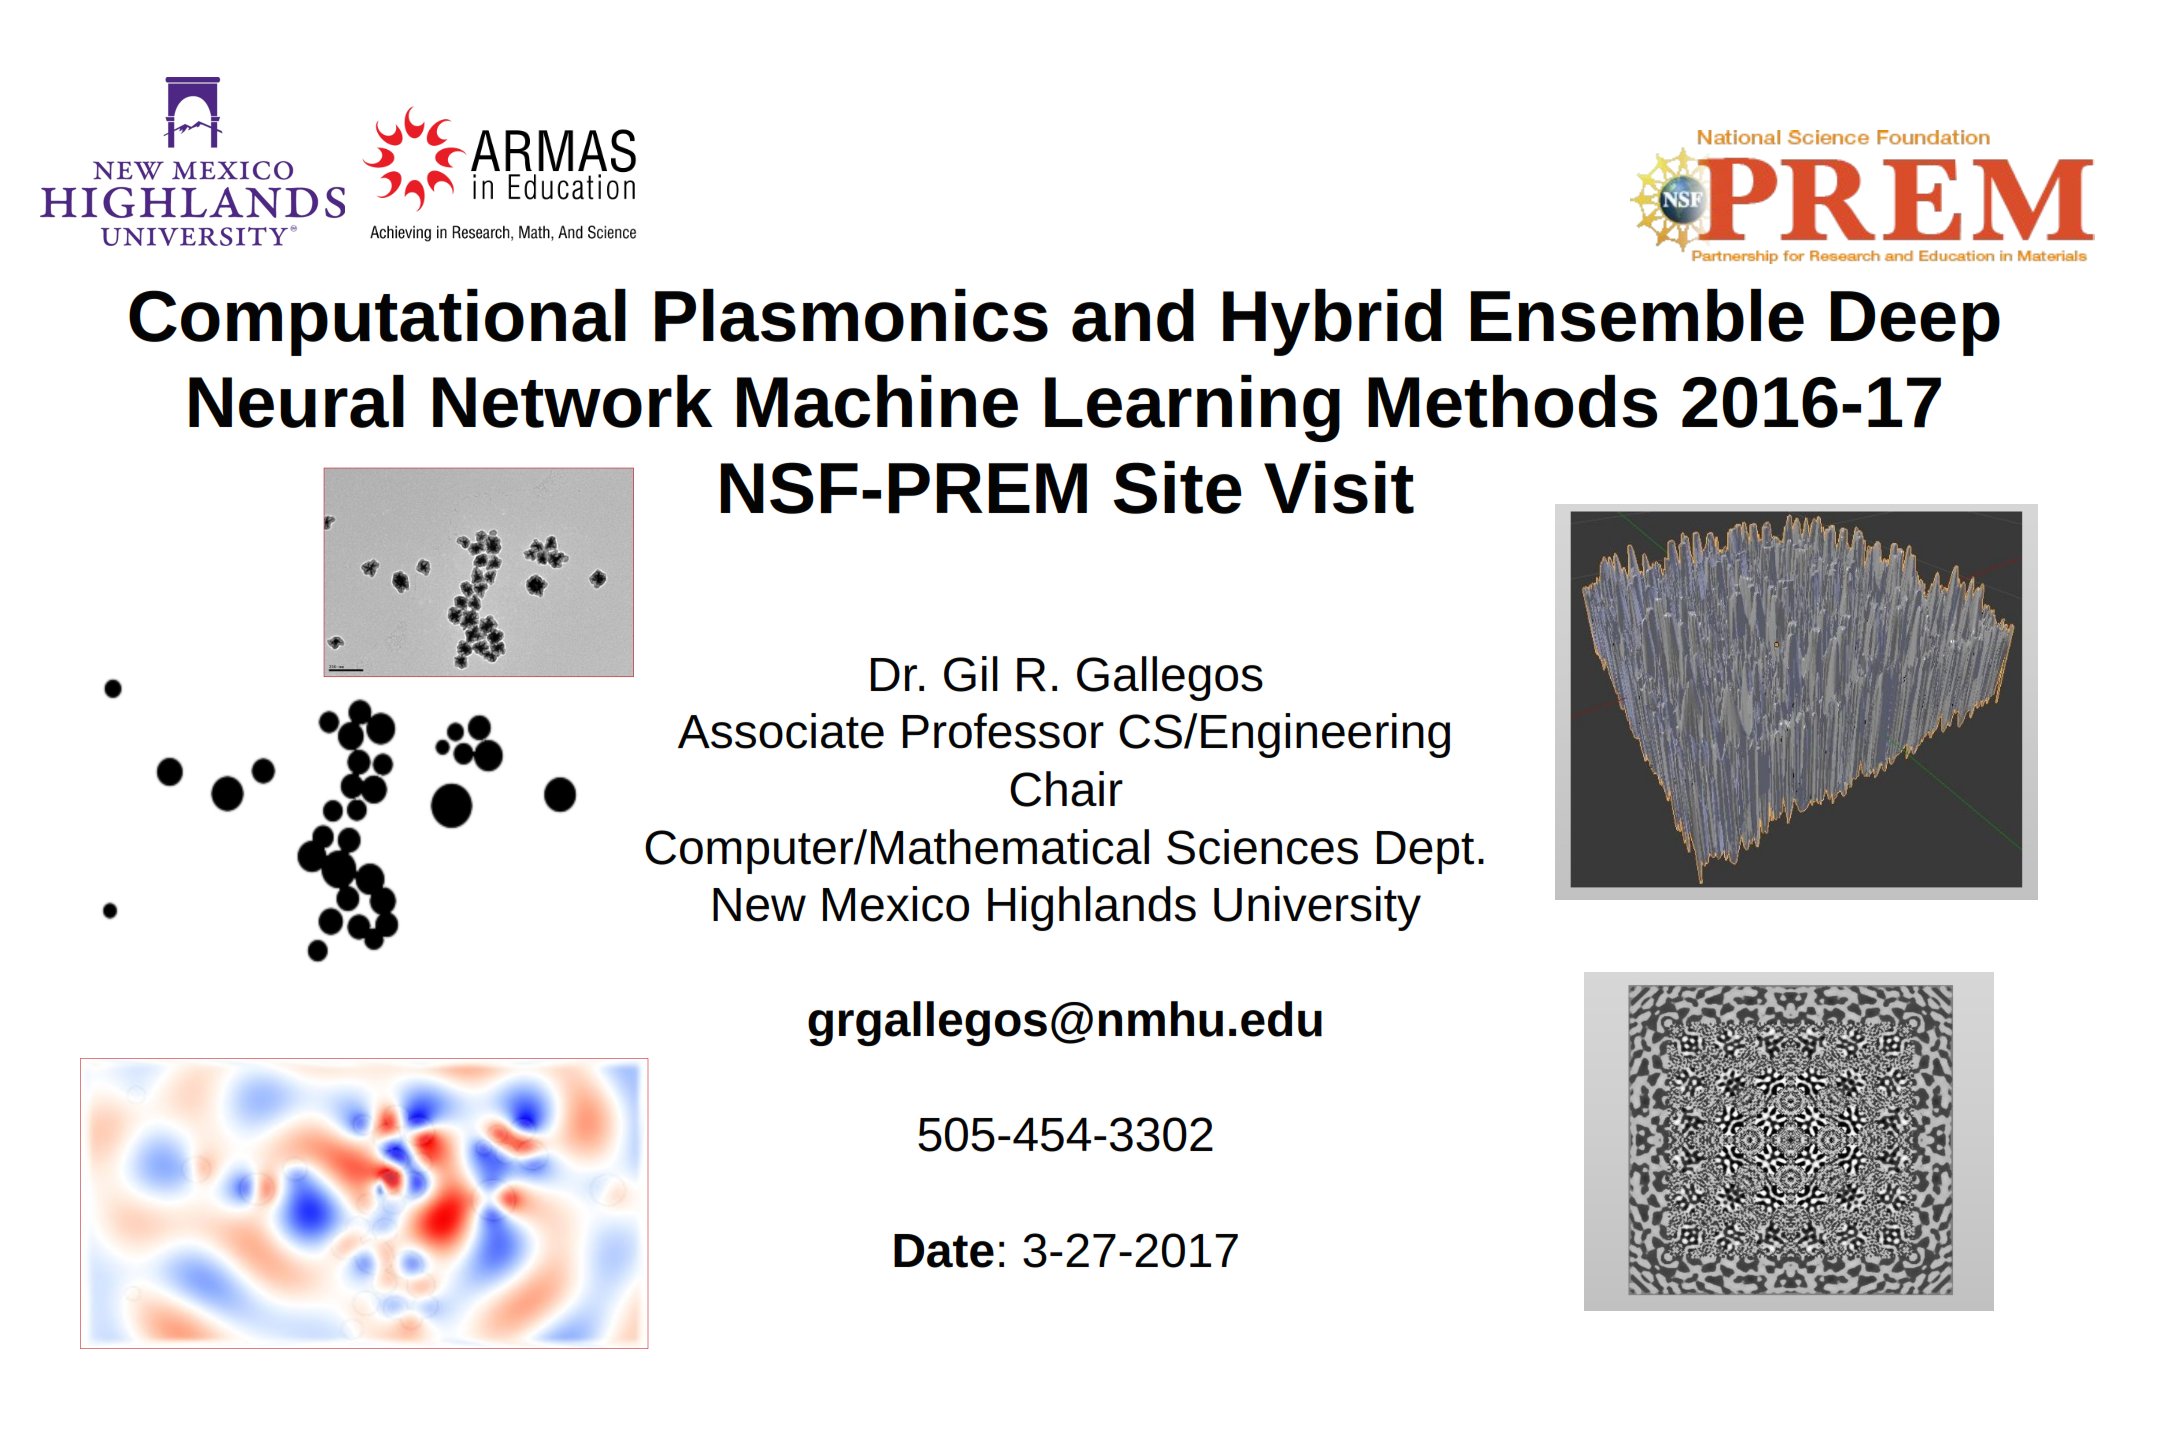 NEW MEXICO
HIGHLANDS
UNIVERSITY®
ARMAS
in Education
Achieving in Research, Math, And Science
National Science Foundation
NSF
PREM
Partnership for Research and Education in Materials
Computational Plasmonics and Hybrid Ensemble Deep
Neural Network Machine Learning Methods 2016-17
NSF-PREM Site Visit
Dr. Gil R. Gallegos
Associate Professor CS/Engineering
Chair
Computer/Mathematical Sciences Dept.
New Mexico Highlands University
grgallegos@nmhu.edu
505-454-3302
Date: 3-27-2017